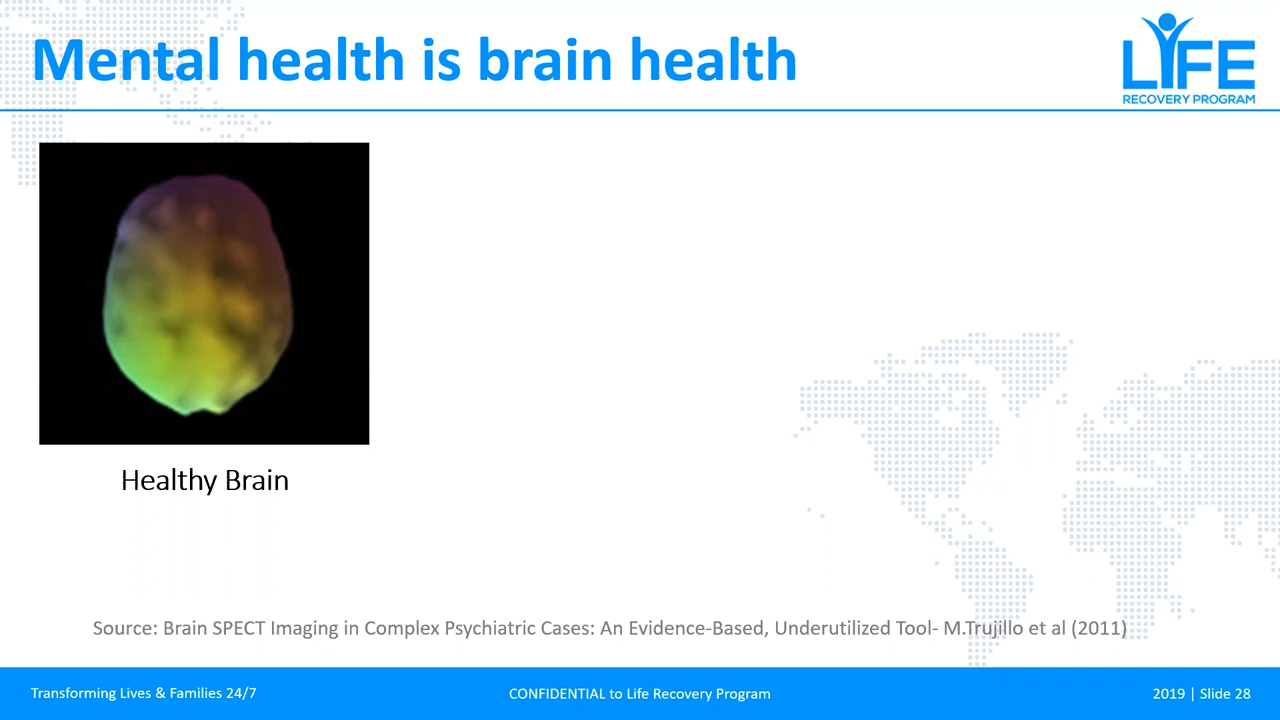 Mental health is brain health
LIFE
RECOVERY PROGRAM
Healthy Brain
Source: Brain SPECT Imaging in Complex Psychiatric Cases: An Evidence-Based, Underutilized Tool- M.Trujillo et al (2011)
Transforming Lives & Families 24/7
CONFIDENTIAL to Life Recovery Program
2019 | Slide 28